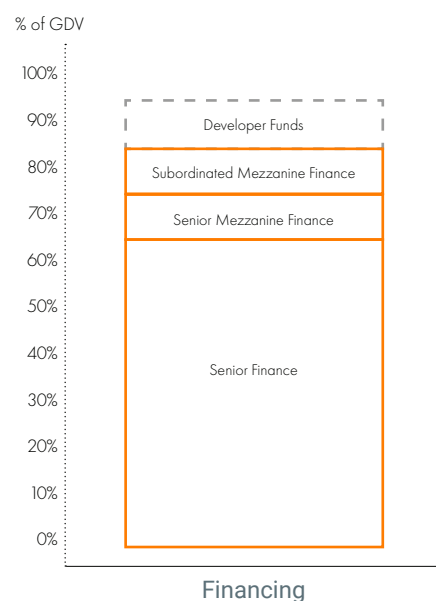 % of GDV
100%
90%
Developer Funds
80%
Subordinated Mezzanine Finance
70%
Senior Mezzanine Finance
60%
50%
40%
Senior Finance
30%
20%
10%
0%
Financing